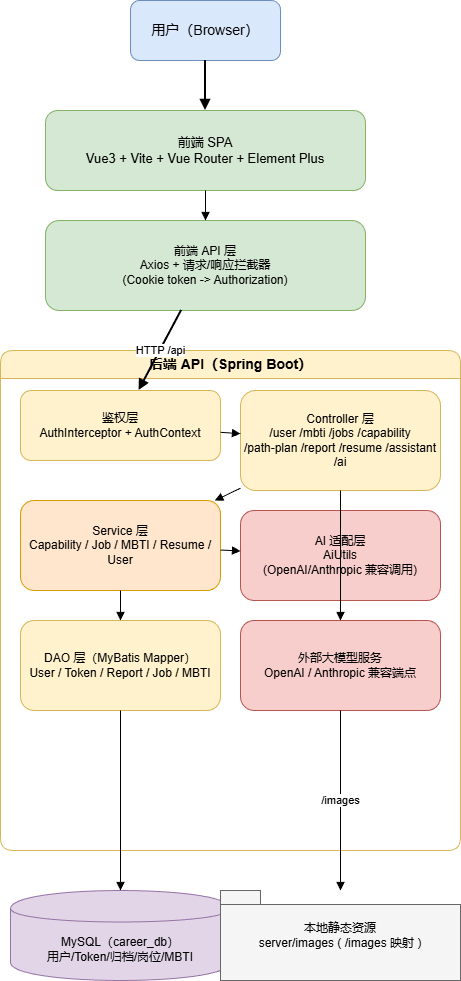 用户（Browser）
前端 SPA
Vue3 + Vite + Vue Router + Element Plus
前端 API 层
Axios + 请求/响应拦截器
(Cookie token -> Authorization)
HTTP /api
后端 API（Spring Boot）
鉴权层
AuthInterceptor + AuthContext
Controller 层
/user /mbti /jobs /capability
/path-plan /report /resume /assistant
/ai
Service 层
Capability / Job / MBTI / Resume /
User
AI 适配层
AiUtils
(OpenAI/Anthropic 兼容调用)
DAO 层（MyBatis Mapper）
User / Token / Report / Job / MBTI
外部大模型服务
OpenAI / Anthropic 兼容端点
/images
MySQL（career_db）
用户/Token/归档/岗位/MBTI
本地静态资源
server/images ( /images 映射 )